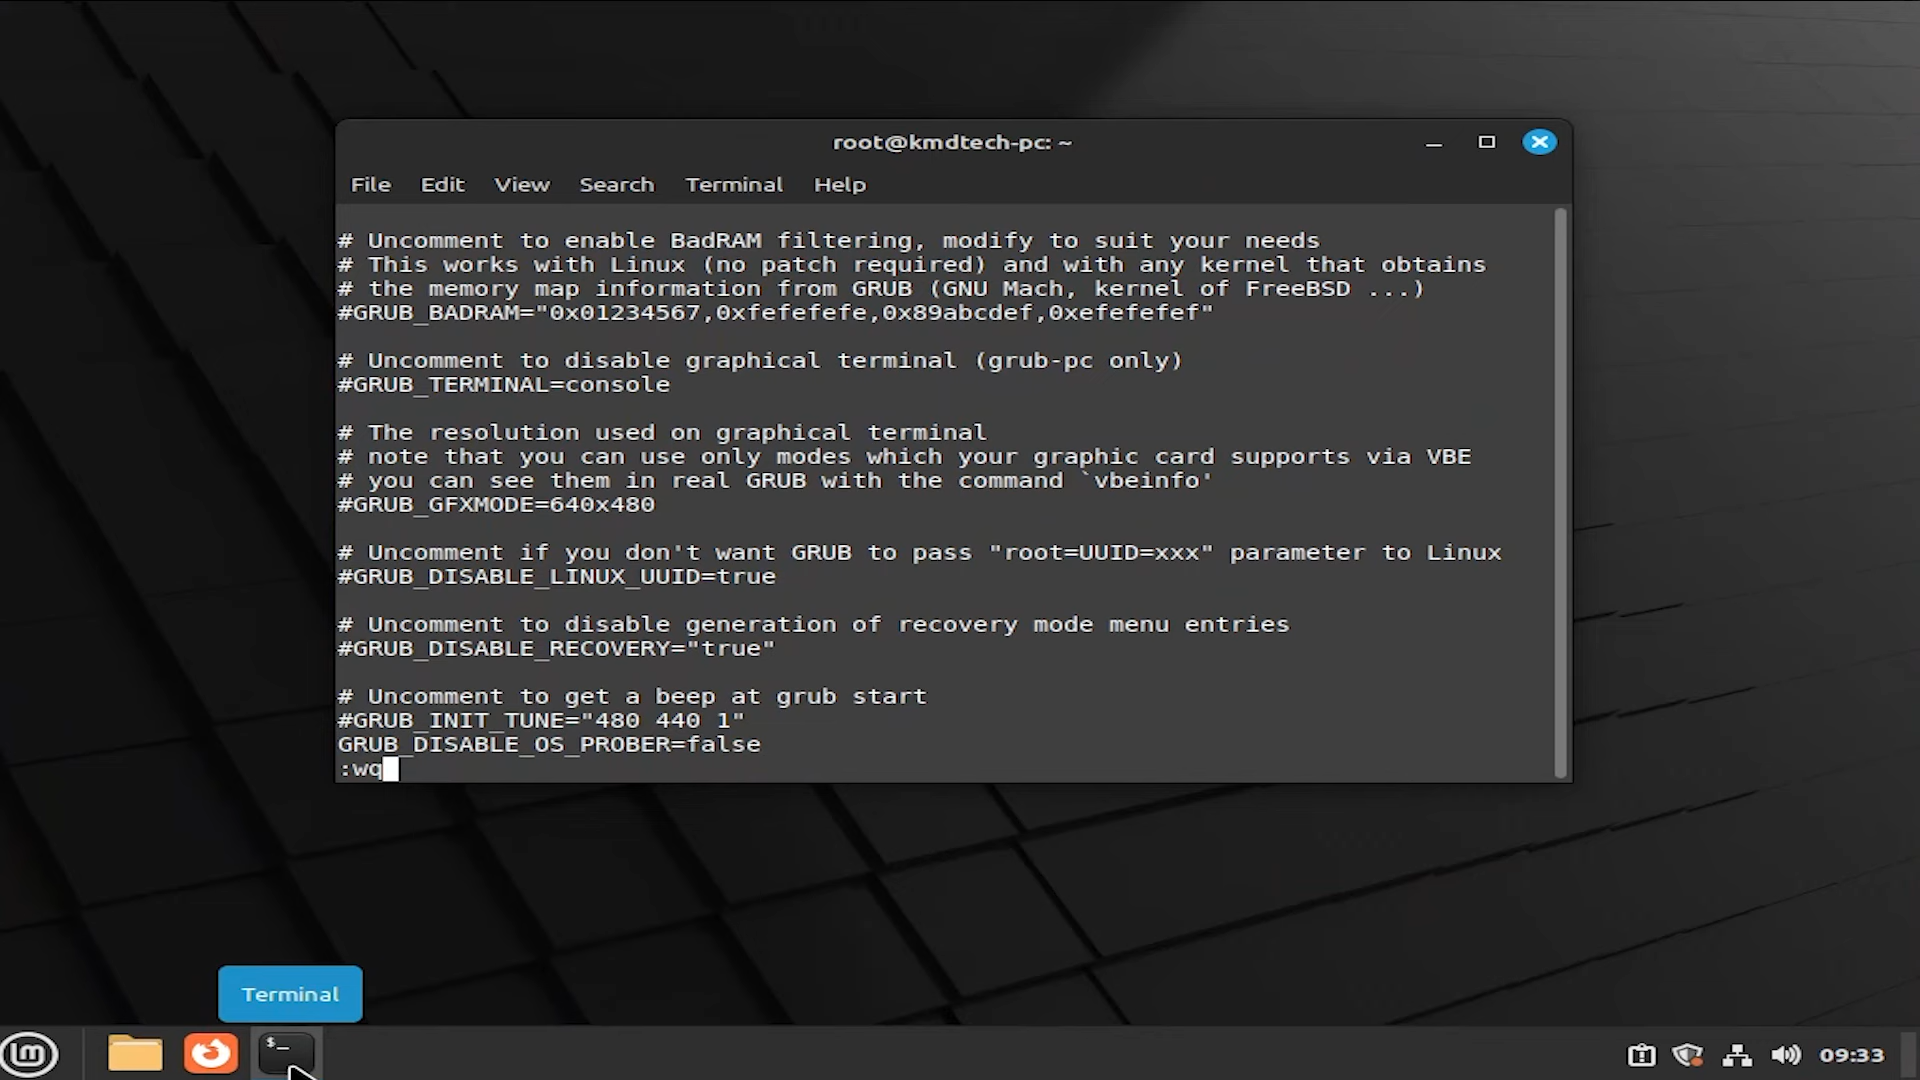 root@kmdtech-pc: ~
File Edit View Search Terminal Help
# Uncomment to enable BadRAM filtering, modify to suit your needs
# This works with Linux (no patch required) and with any kernel that obtains
# the memory map information from GRUB (GNU Mach, kernel of FreeBSD ...)
#GRUB_BADRAM="0x01234567,0xfefefefe,0x89abcdef,0xefefefef"
# Uncomment to disable graphical terminal (grub-pc only)
#GRUB_TERMINAL=console
# The resolution used on graphical terminal
# note that you can use only modes which your graphic card supports via VBE
# you can see them in real GRUB with the command `vbeinfo'
#GRUB_GFXMODE=640x480
# Uncomment if you don't want GRUB to pass "root=UUID=xxx" parameter to Linux
#GRUB_DISABLE_LINUX_UUID=true
# Uncomment to disable generation of recovery mode menu entries
#GRUB_DISABLE_RECOVERY="true"
# Uncomment to get a beep at grub start
#GRUB_INIT_TUNE="480 440 1"
GRUB_DISABLE_OS_PROBER=false
:wq
Terminal
$_
09:33